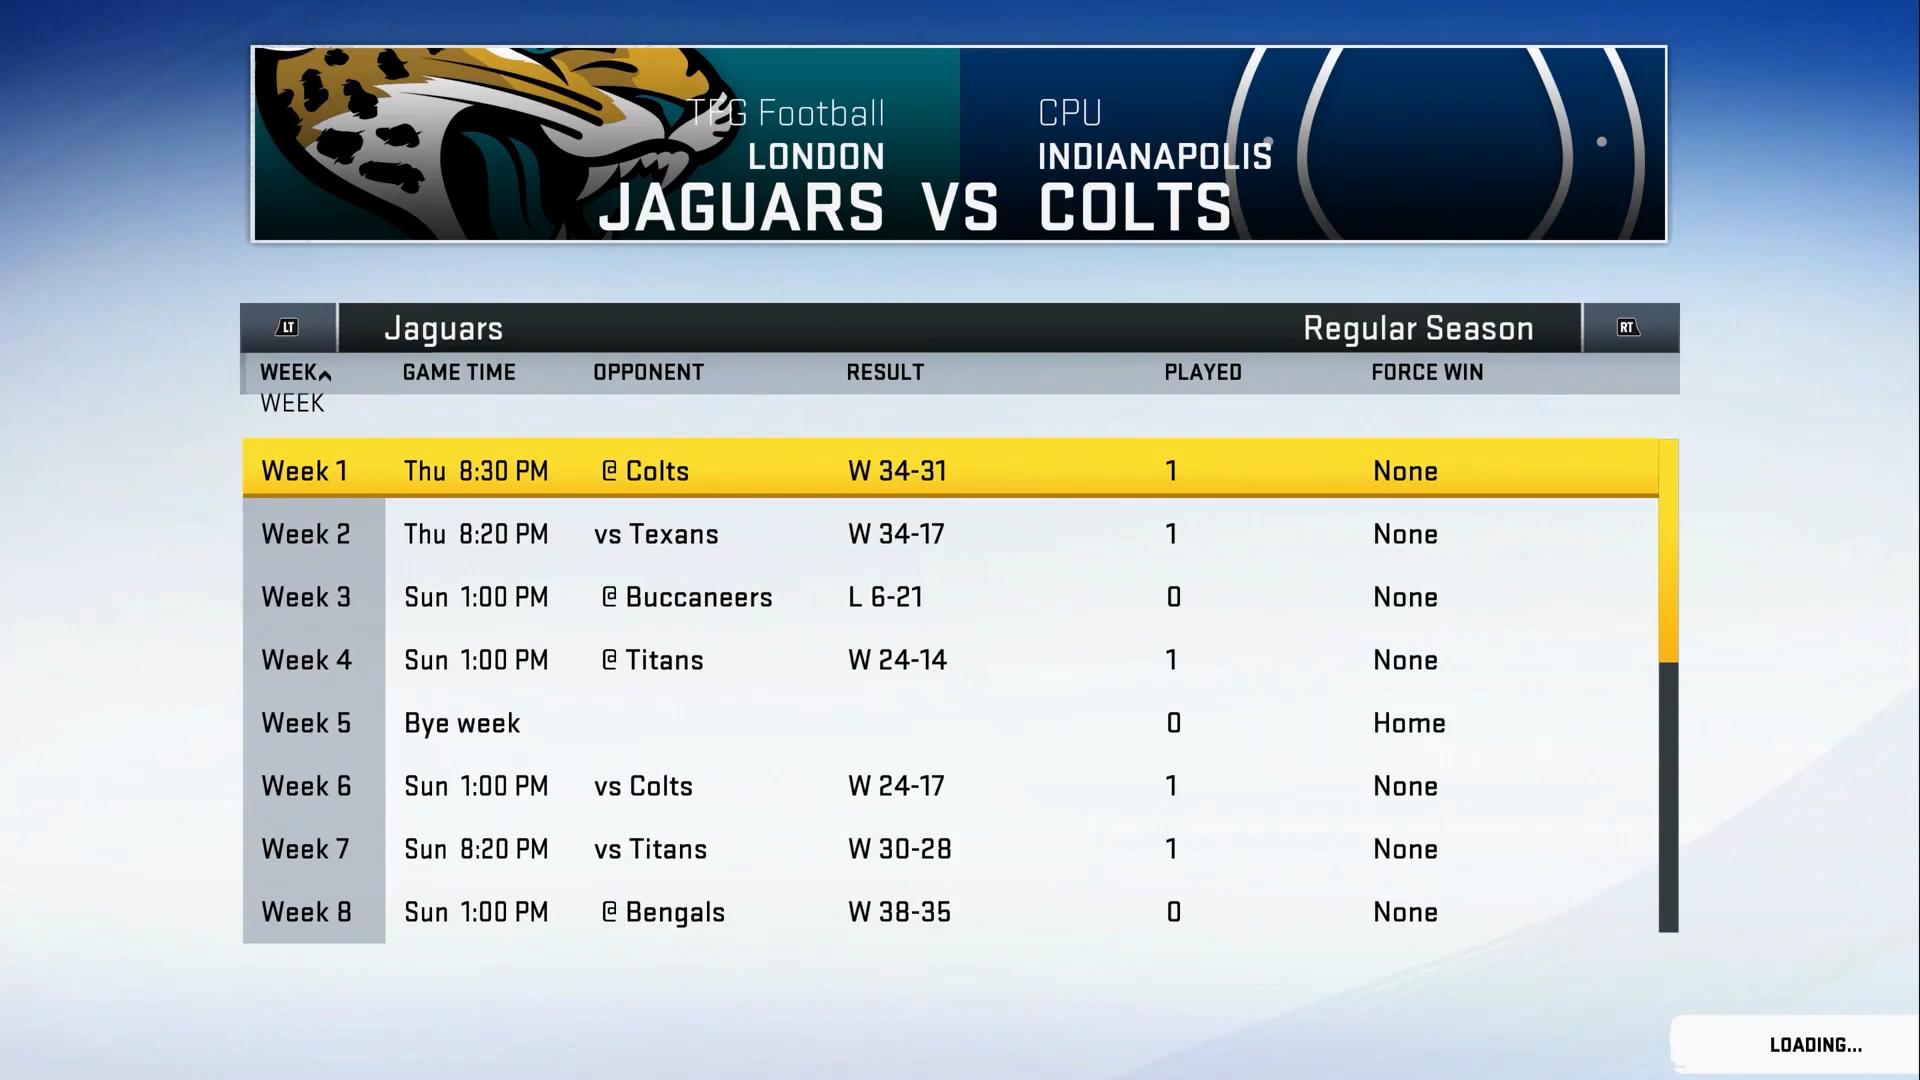 TFG Football
LONDON
JAGUARS VS COLTS
CPU
INDIANAPOLIS
LT Jaguars Regular Season RT
WEEK GAME TIME OPPONENT RESULT PLAYED FORCE WIN
WEEK
Week 1 Thu 8:30 PM @ Colts W 34-31 1 None
Week 2 Thu 8:20 PM vs Texans W 34-17 1 None
Week 3 Sun 1:00 PM @ Buccaneers L 6-21 0 None
Week 4 Sun 1:00 PM @ Titans W 24-14 1 None
Week 5 Bye week 0 Home
Week 6 Sun 1:00 PM vs Colts W 24-17 1 None
Week 7 Sun 8:20 PM vs Titans W 30-28 1 None
Week 8 Sun 1:00 PM @ Bengals W 38-35 0 None
LOADING...